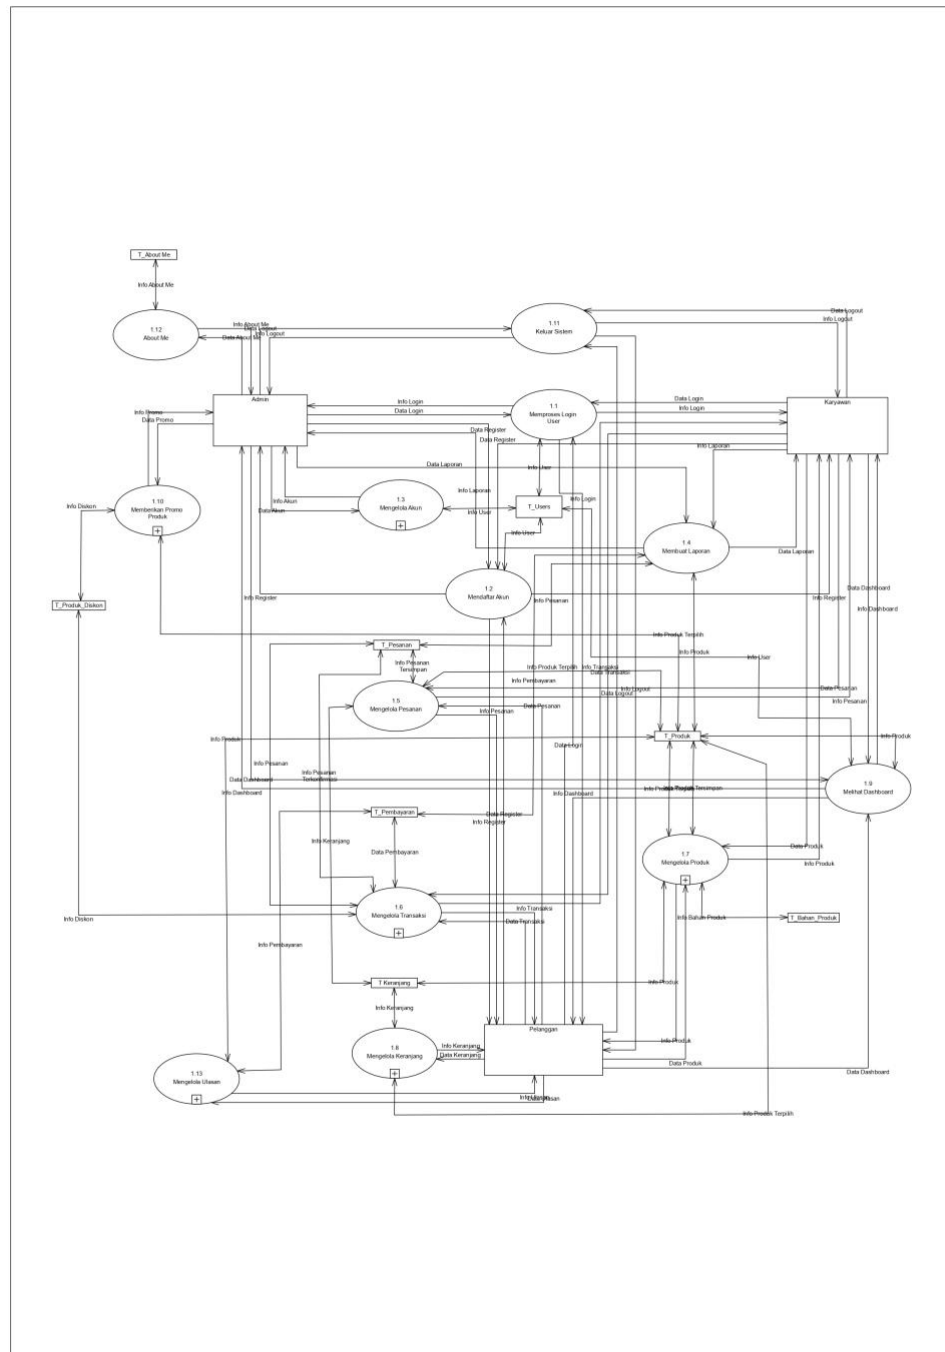 T_About Me
Info About Me
1.12
About Me
Info About Me
Data Logout
Info Logout
Data About Me
1.11
Keluar Sistem
Data Logout
Info Logout
Admin
Info Promo
Data Promo
Info Login
Data Login
1.1
Memproses Login
User
Data Login
Info Login
Karyawan
Data Register
Data Register
Info Laporan
Data Laporan
Info User
Info Login
1.10
Memberikan Promo
Produk
Info Diskon
Info Akun
Data Akun
1.3
Mengelola Akun
Info Laporan
Info User
T_Users
Info User
1.4
Membuat Laporan
Data Laporan
1.2
Mendaftar Akun
Info Register
Info Pesanan
Info Register
Data Dashboard
Info Dashboard
T_Produk_Diskon
T_Pesanan
Info Pesanan
Tersimpan
Info Produk Terpilih
Info Produk
Info User
Info Produk Terpilih
Info Transaksi
Data Transaksi
Info Pembayaran
Data Pesanan
Info Logout
Data Logout
Info Pesanan
1.5
Mengelola Pesanan
Data Pesanan
Info Pesanan
T_Produk
Info Produk
Info Produk
Data Login
Info Pesanan
Info Pesanan
Terkonfirmasi
Data Dashboard
Info Dashboard
Info Dashboard
1.9
Melihat Dashboard
T_Pembayaran
Data Register
Info Register
Info Keranjang
Data Pembayaran
1.7
Mengelola Produk
Data Produk
Info Produk
1.6
Mengelola Transaksi
Info Transaksi
Data Transaksi
Info Diskon
Info Bahan Produk
T_Bahan_Produk
Info Pembayaran
T Keranjang
Info Produk
Info Keranjang
Pelanggan
1.8
Mengelola Keranjang
Info Keranjang
Data Keranjang
Info Produk
Data Produk
Data Dashboard
1.13
Mengelola Ulasan
Info Ulasan
Data Ulasan
Info Produk Terpilih